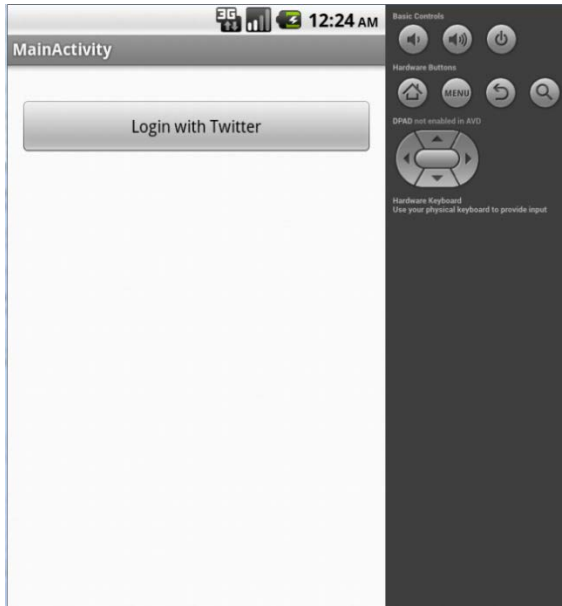 3G 12:24 AM
MainActivity
Login with Twitter
Basic Controls
Hardware Buttons
MENU
DPAD not enabled in AVD
Hardware Keyboard
Use your physical keyboard to provide input